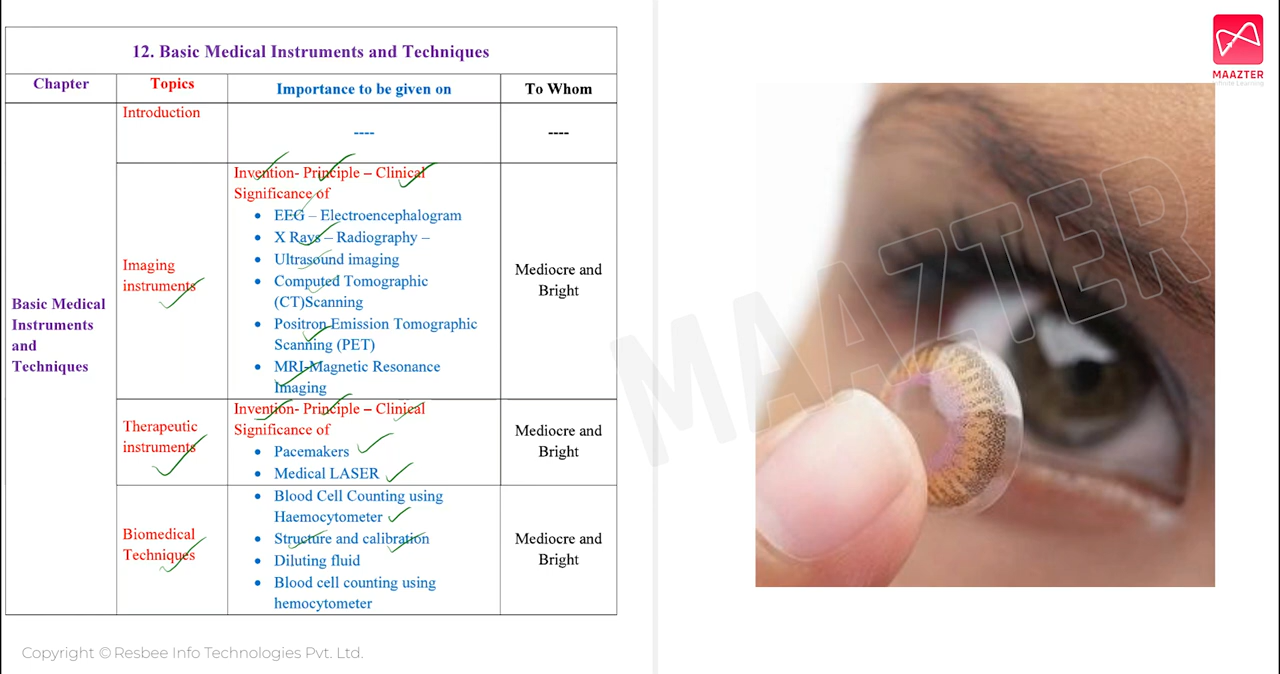 12. Basic Medical Instruments and Techniques
Chapter
Topics
Importance to be given on
To Whom
Basic Medical
Instruments
and
Techniques
Introduction
----
----
Imaging
instruments
Invention- Principle – Clinical
Significance of
• EEG – Electroencephalogram
• X Rays – Radiography –
• Ultrasound imaging
• Computed Tomographic
(CT)Scanning
• Positron Emission Tomographic
Scanning (PET)
• MRI-Magnetic Resonance
Imaging
Mediocre and
Bright
Therapeutic
instruments
Invention- Principle – Clinical
Significance of
• Pacemakers
• Medical LASER
Mediocre and
Bright
Biomedical
Techniques
• Blood Cell Counting using
Haemocytometer
• Structure and calibration
• Diluting fluid
• Blood cell counting using
hemocytometer
Mediocre and
Bright
Copyright © Resbee Info Technologies Pvt. Ltd.
MAAZTER
MAAZTER